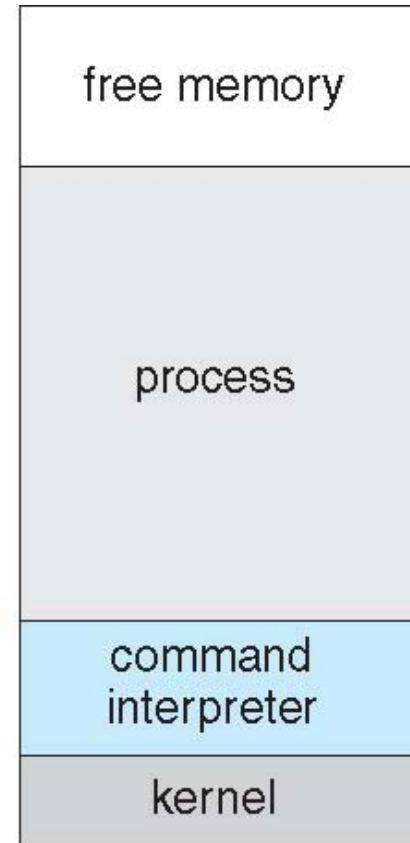 free memory
process
command
interpreter
kernel